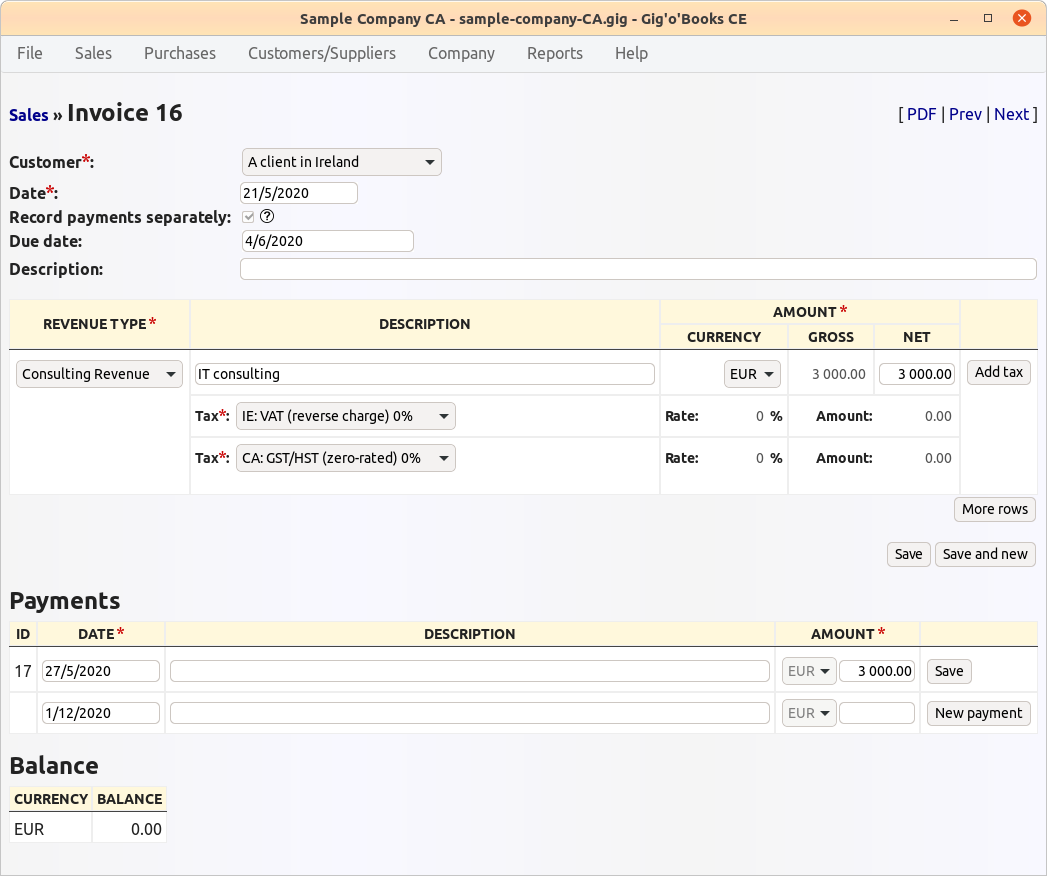 Sample Company CA - sample-company-CA.gig - Gig'o'Books CE
File Sales Purchases Customers/Suppliers Company Reports Help
Sales » Invoice 16 [ PDF | Prev | Next ]
Customer*: A client in Ireland
Date*: 21/5/2020
Record payments separately: ?
Due date: 4/6/2020
Description:
REVENUE TYPE* DESCRIPTION AMOUNT*
CURRENCY GROSS NET
Consulting Revenue IT consulting EUR 3 000.00 3 000.00 Add tax
Tax*: IE: VAT (reverse charge) 0% Rate: 0 % Amount: 0.00
Tax*: CA: GST/HST (zero-rated) 0% Rate: 0 % Amount: 0.00
More rows
Save Save and new
Payments
ID DATE* DESCRIPTION AMOUNT*
17 27/5/2020 EUR 3 000.00 Save
1/12/2020 EUR New payment
Balance
CURRENCY BALANCE
EUR 0.00